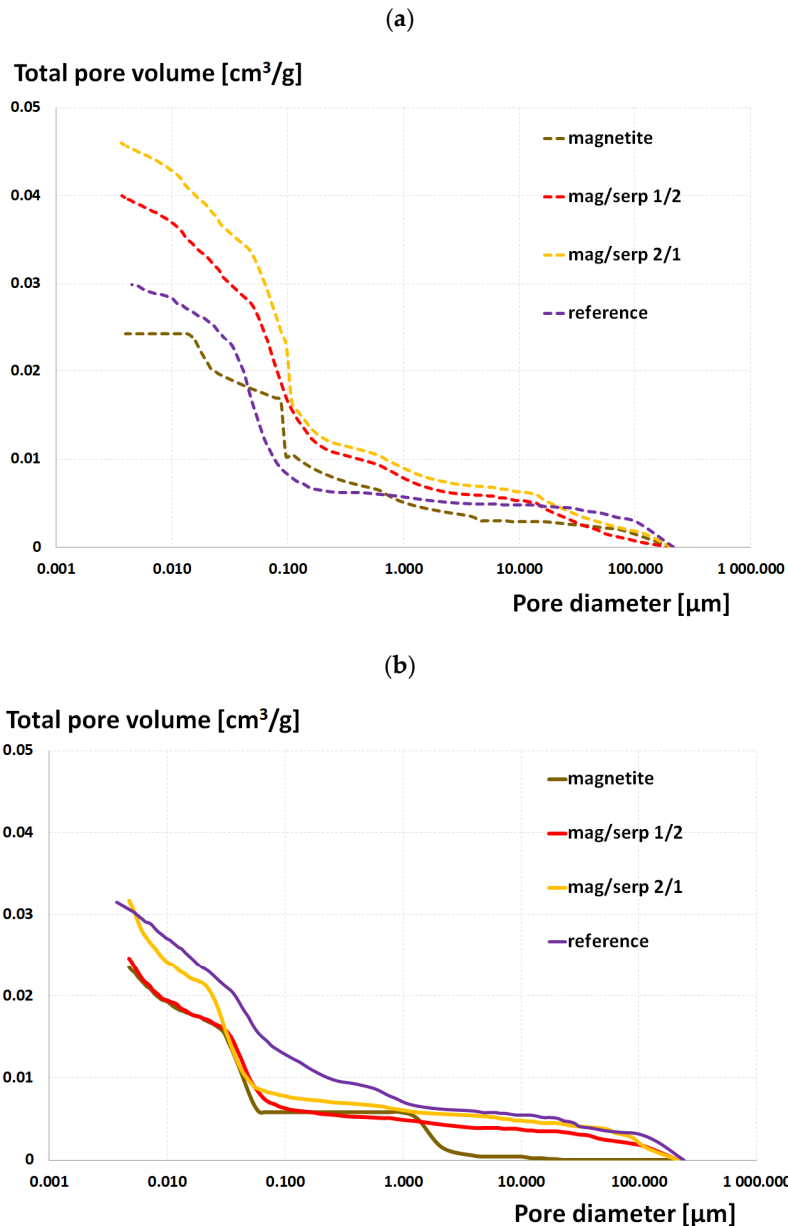 (a)
Total pore volume [cm³/g]
0.05
0.04
0.03
0.02
0.01
0
magnetite
mag/serp 1/2
mag/serp 2/1
reference
0.001 0.010 0.100 1.000 10.000 100.000 1 000.000
Pore diameter [µm]
(b)
Total pore volume [cm³/g]
0.05
0.04
0.03
0.02
0.01
0
magnetite
mag/serp 1/2
mag/serp 2/1
reference
0.001 0.010 0.100 1.000 10.000 100.000 1 000.000
Pore diameter [µm]